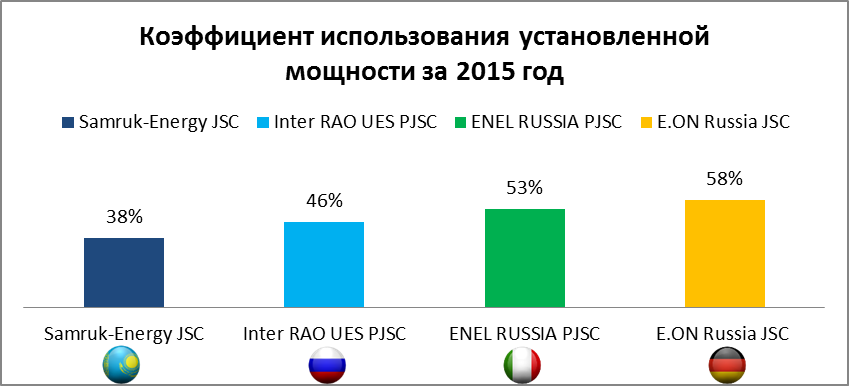 Коэффициент использования установленной
мощности за 2015 год
Samruk-Energy JSC Inter RAO UES PJSC ENEL RUSSIA PJSC E.ON Russia JSC
38% 46% 53% 58%
Samruk-Energy JSC Inter RAO UES PJSC ENEL RUSSIA PJSC E.ON Russia JSC